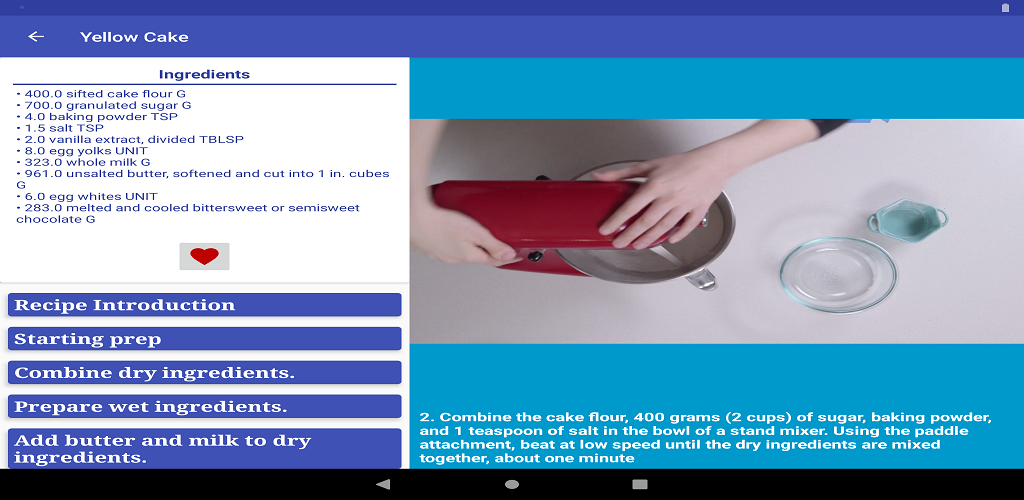 Yellow Cake
Ingredients
• 400.0 sifted cake flour G
• 700.0 granulated sugar G
• 4.0 baking powder TSP
• 1.5 salt TSP
• 2.0 vanilla extract, divided TBLSP
• 8.0 egg yolks UNIT
• 323.0 whole milk G
• 961.0 unsalted butter, softened and cut into 1 in. cubes
G
• 6.0 egg whites UNIT
• 283.0 melted and cooled bittersweet or semisweet
chocolate G
Recipe Introduction
Starting prep
Combine dry ingredients.
Prepare wet ingredients.
Add butter and milk to dry
ingredients.
2. Combine the cake flour, 400 grams (2 cups) of sugar, baking powder,
and 1 teaspoon of salt in the bowl of a stand mixer. Using the paddle
attachment, beat at low speed until the dry ingredients are mixed
together, about one minute